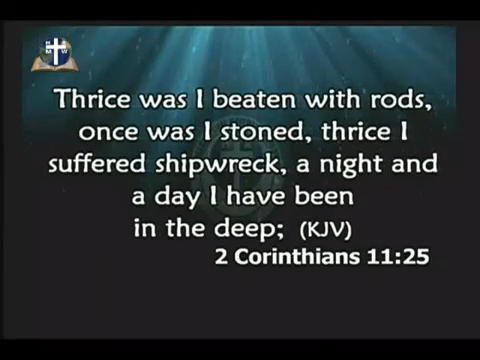 Thrice was I beaten with rods,
once was I stoned, thrice I
suffered shipwreck, a night and
a day I have been
in the deep; (KJV)
2 Corinthians 11:25
N R
M W